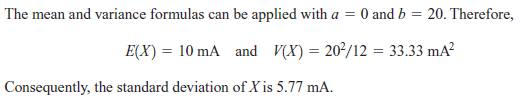 The mean and variance formulas can be applied with a = 0 and b = 20. Therefore,
E(X) = 10 mA and V(X) = 20²/12 = 33.33 mA²
Consequently, the standard deviation of X is 5.77 mA.